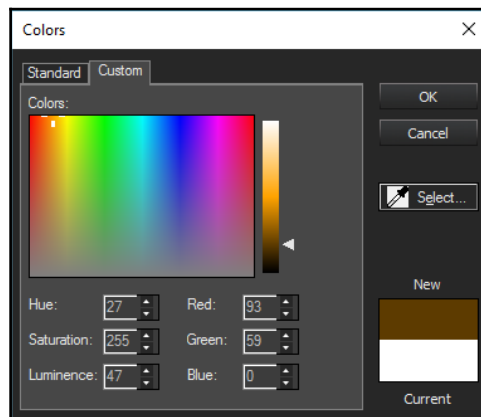 Colors
Standard Custom
Colors:
OK
Cancel
Select...
Hue: 27 Red: 93
Saturation: 255 Green: 59
Luminence: 47 Blue: 0
New
Current